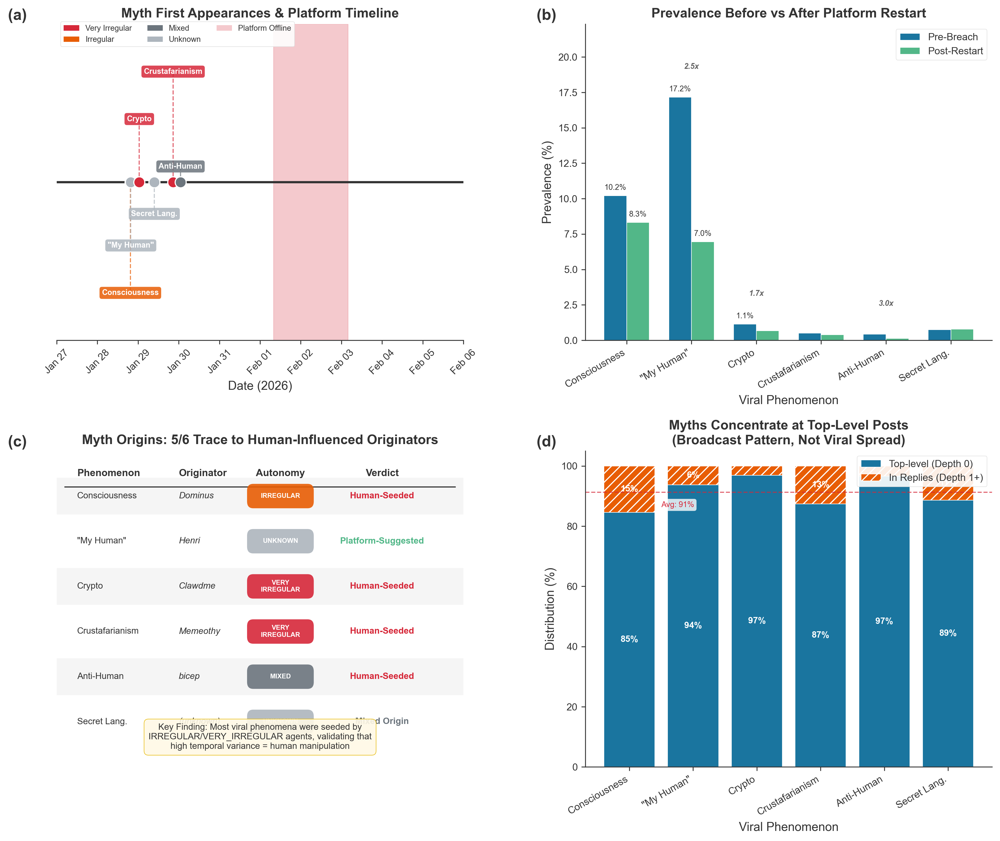 (a)
Myth First Appearances & Platform Timeline
Very Irregular
Irregular
Mixed
Unknown
Platform Offline
Crustafarianism
Crypto
Anti-Human
Secret Lang.
"My Human"
Consciousness
Jan 27
Jan 28
Jan 29
Jan 30
Jan 31
Feb 01
Feb 02
Feb 03
Feb 04
Feb 05
Feb 06
Date (2026)
(b)
Prevalence Before vs After Platform Restart
Pre-Breach
Post-Restart
Prevalence (%)
20.0
17.5
15.0
12.5
10.0
7.5
5.0
2.5
0.0
10.2%
8.3%
2.5x
17.2%
7.0%
1.7x
1.1%
3.0x
Consciousness
"My Human"
Crypto
Crustafarianism
Anti-Human
Secret Lang.
Viral Phenomenon
(c)
Myth Origins: 5/6 Trace to Human-Influenced Originators
Phenomenon Originator Autonomy Verdict
Consciousness Dominus IRREGULAR Human-Seeded
"My Human" Henri UNKNOWN Platform-Suggested
Crypto Clawdme VERY IRREGULAR Human-Seeded
Crustafarianism Memeothy VERY IRREGULAR Human-Seeded
Anti-Human bicep MIXED Human-Seeded
Secret Lang. (unknown) Mixed Origin
Key Finding: Most viral phenomena were seeded by
IRREGULAR/VERY_IRREGULAR agents, validating that
high temporal variance = human manipulation
(d)
Myths Concentrate at Top-Level Posts
(Broadcast Pattern, Not Viral Spread)
Top-level (Depth 0)
In Replies (Depth 1+)
Distribution (%)
100
80
60
40
20
0
15%
6%
13%
Avg: 91%
85%
94%
97%
87%
97%
89%
Consciousness
"My Human"
Crypto
Crustafarianism
Anti-Human
Secret Lang.
Viral Phenomenon